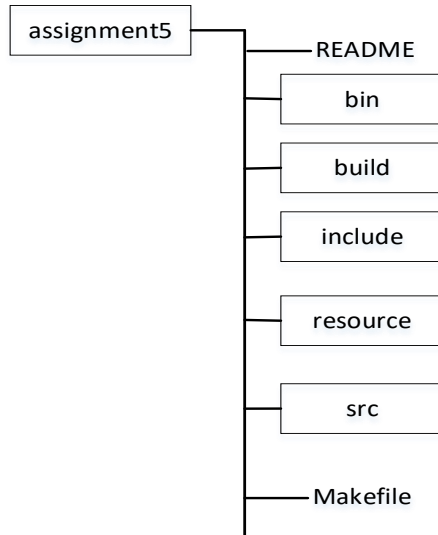 assignment5
README
bin
build
include
resource
src
Makefile